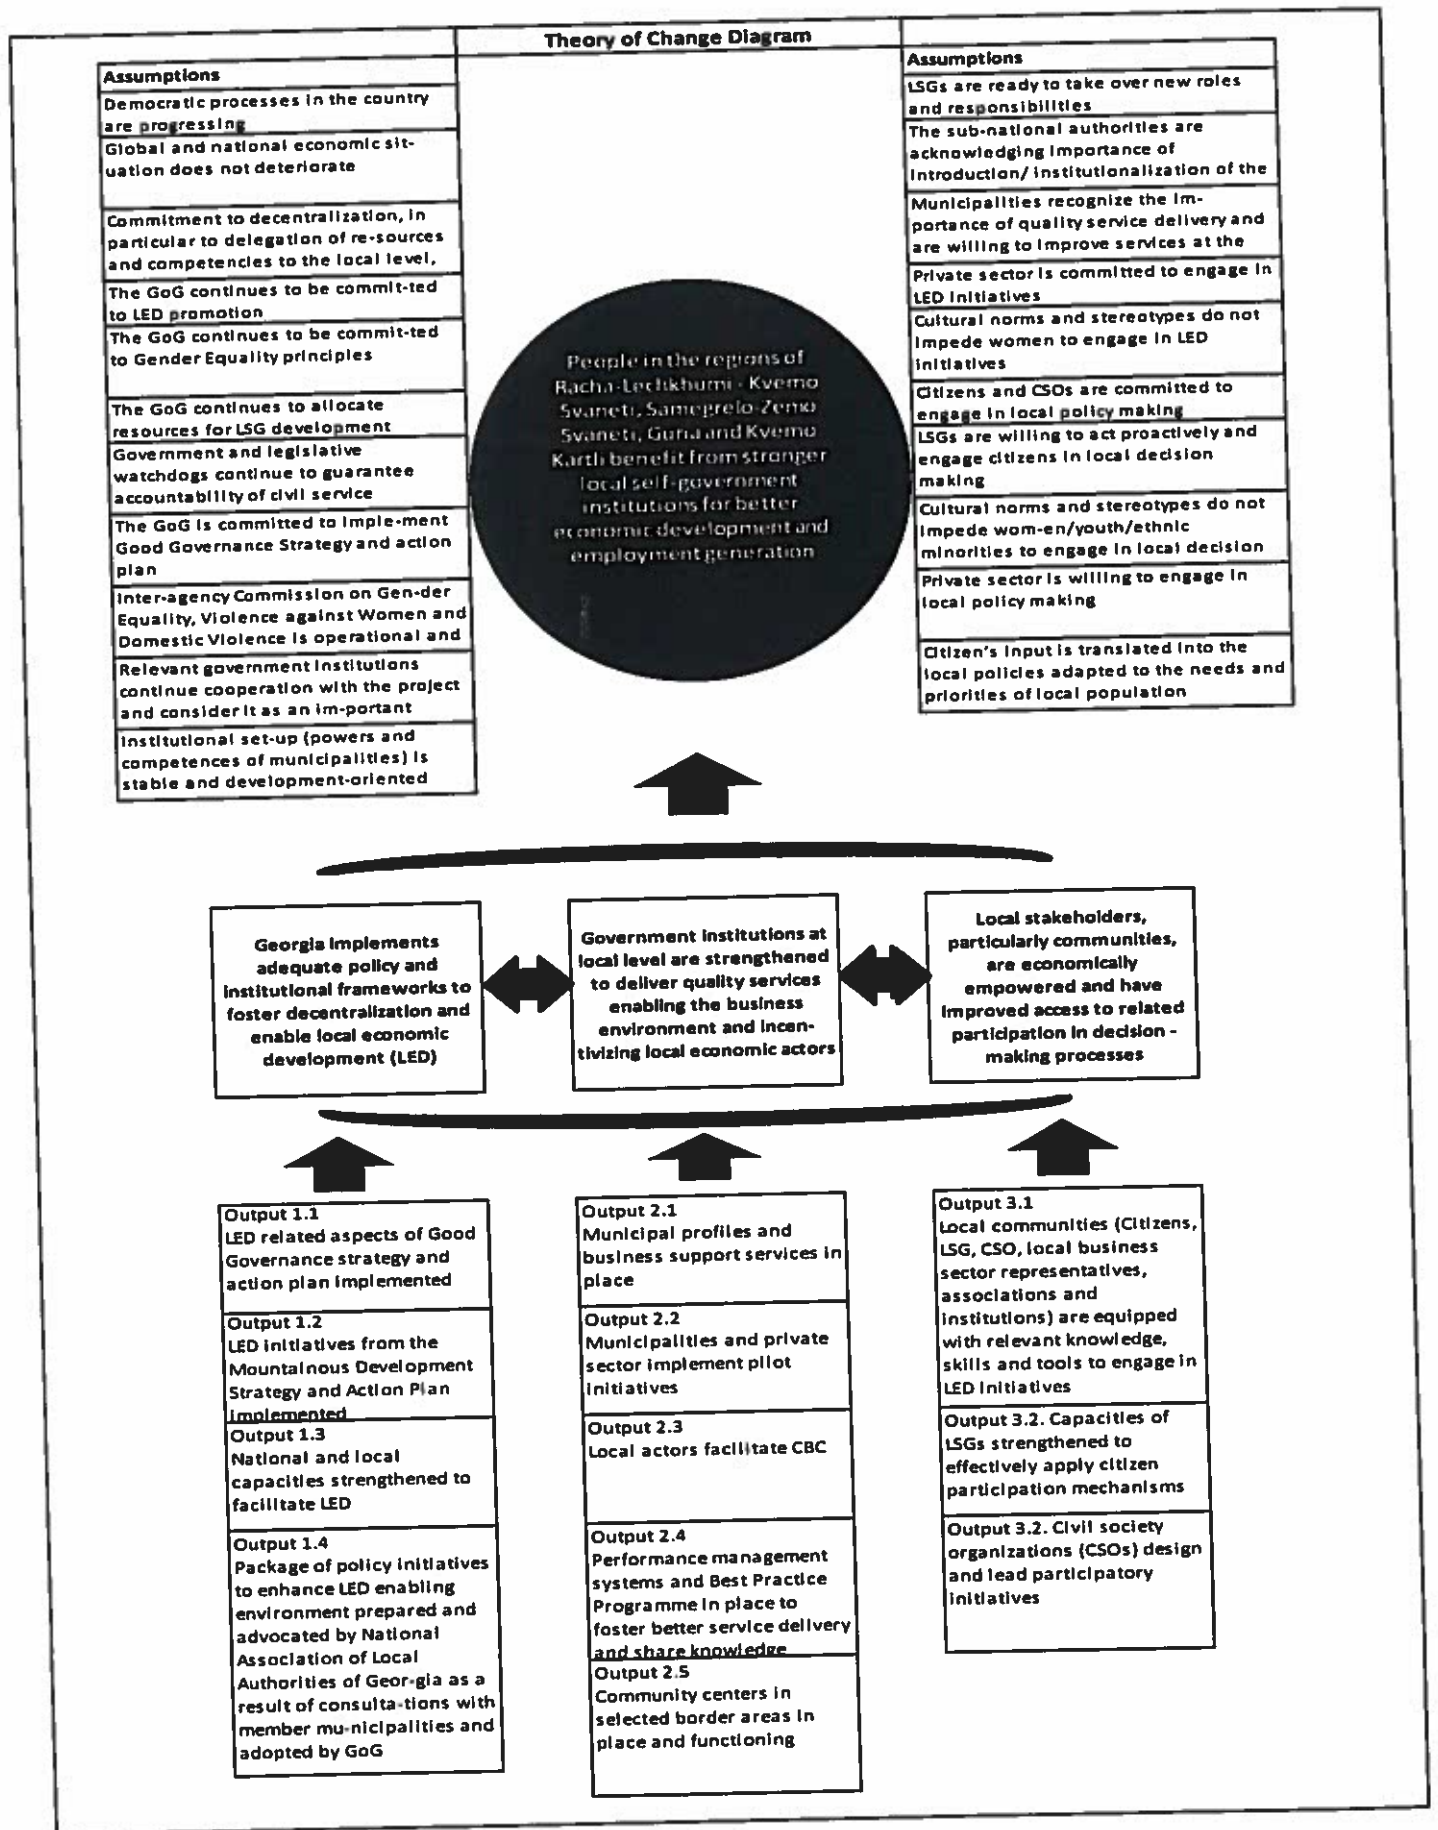 Theory of Change Diagram
Assumptions
Democratic processes in the country
are progressing
Global and national economic sit-
uation does not deteriorate
Commitment to decentralization, in
particular to delegation of re-sources
and competencies to the local level,
The GoG continues to be commit-ted
to LED promotion
The GoG continues to be commit-ted
to Gender Equality principles
The GoG continues to allocate
resources for LSG development
Government and legislative
watchdogs continue to guarantee
accountability of civil service
The GoG is committed to Imple-ment
Good Governance Strategy and action
plan
Inter-agency Commission on Gen-der
Equality, Violence against Women and
Domestic Violence is operational and
Relevant government institutions
continue cooperation with the project
and consider it as an im-portant
Institutional set-up (powers and
competences of municipalities) is
stable and development-oriented
People in the regions of
Racha-Lechkhumi - Kvemo
Svaneti, Samegrelo-Zemo
Svaneti, Guria and Kvemo
Kartli benefit from stronger
local self-government
institutions for better
economic development and
employment generation
Assumptions
LSGs are ready to take over new roles
and responsibilities
The sub-national authorities are
acknowledging importance of
introduction/ institutionalization of the
Municipalities recognize the im-
portance of quality service delivery and
are willing to improve services at the
Private sector is committed to engage in
LED initiatives
Cultural norms and stereotypes do not
impede women to engage in LED
initiatives
Citizens and CSOs are committed to
engage in local policy making
LSGs are willing to act proactively and
engage citizens in local decision
making
Cultural norms and stereotypes do not
impede wom-en/youth/ethnic
minorities to engage in local decision
Private sector is willing to engage in
local policy making
Citizen's input is translated into the
local policies adapted to the needs and
priorities of local population
Georgia implements
adequate policy and
institutional frameworks to
foster decentralization and
enable local economic
development (LED)
Government institutions at
local level are strengthened
to deliver quality services
enabling the business
environment and incen-
tivizing local economic actors
Local stakeholders,
particularly communities,
are economically
empowered and have
improved access to related
participation in decision -
making processes
Output 1.1
LED related aspects of Good
Governance strategy and
action plan implemented
Output 1.2
LED initiatives from the
Mountainous Development
Strategy and Action Plan
implemented
Output 1.3
National and local
capacities strengthened to
facilitate LED
Output 1.4
Package of policy initiatives
to enhance LED enabling
environment prepared and
advocated by National
Association of Local
Authorities of Geor-gia as a
result of consulta-tions with
member mu-nicipalities and
adopted by GoG
Output 2.1
Municipal profiles and
business support services in
place
Output 2.2
Municipalities and private
sector implement pilot
initiatives
Output 2.3
Local actors facilitate CBC
Output 2.4
Performance management
systems and Best Practice
Programme in place to
foster better service delivery
and share knowledge
Output 2.5
Community centers in
selected border areas in
place and functioning
Output 3.1
Local communities (Citizens,
LSG, CSO, local business
sector representatives,
associations and
institutions) are equipped
with relevant knowledge,
skills and tools to engage in
LED initiatives
Output 3.2. Capacities of
LSGs strengthened to
effectively apply citizen
participation mechanisms
Output 3.2. Civil society
organizations (CSOs) design
and lead participatory
initiatives